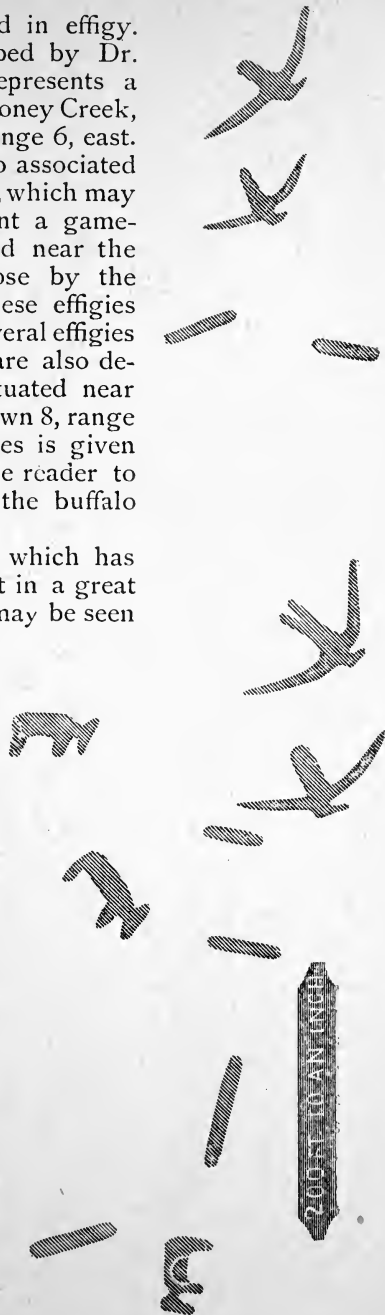 d in effigy.
bed by Dr.
epresents a
oney Creek,
nge 6, east.
o associated
, which may
nt a game-
d near the
ose by the
ese effigies
veral effigies
are also de-
tuated near
own 8, range
es is given
e reader to
the buffalo
which has
t in a great
nay be seen
200 FT. TO AN INCH